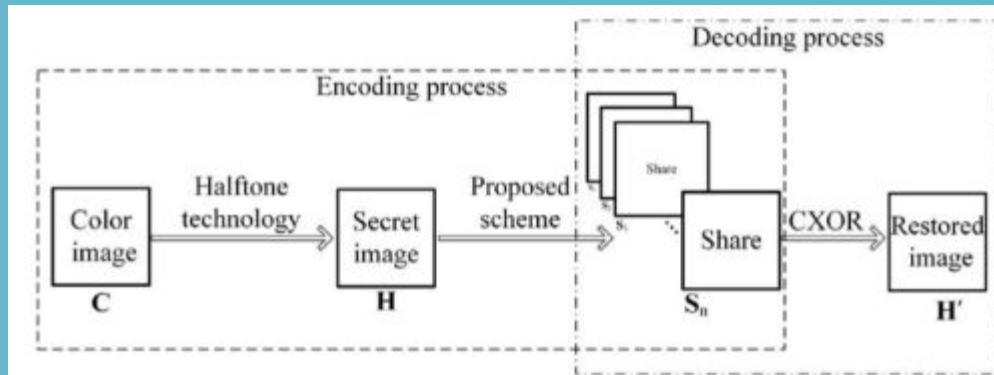 Decoding process
Encoding process
Halftone
technology
Proposed
scheme
Share
CXOR
Color
image
Secret
image
Share
Restored
image
C
H
Sn
H′